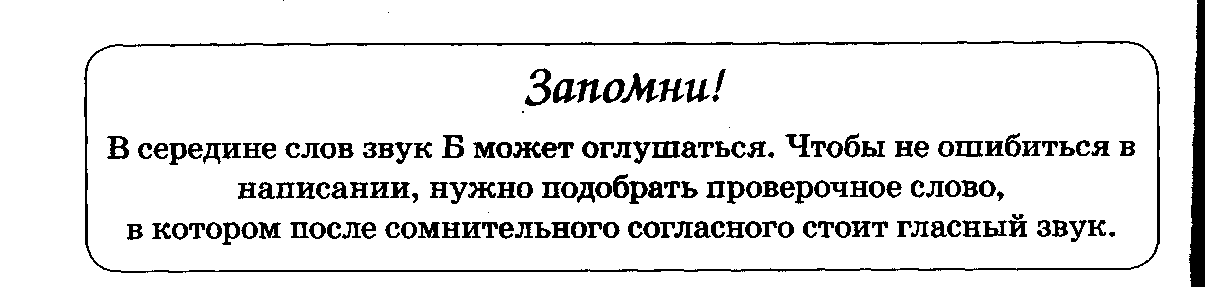 Запомни!
В середине слов звук Б может оглушаться. Чтобы не ошибиться в
написании, нужно подобрать проверочное слово,
в котором после сомнительного согласного стоит гласный звук.